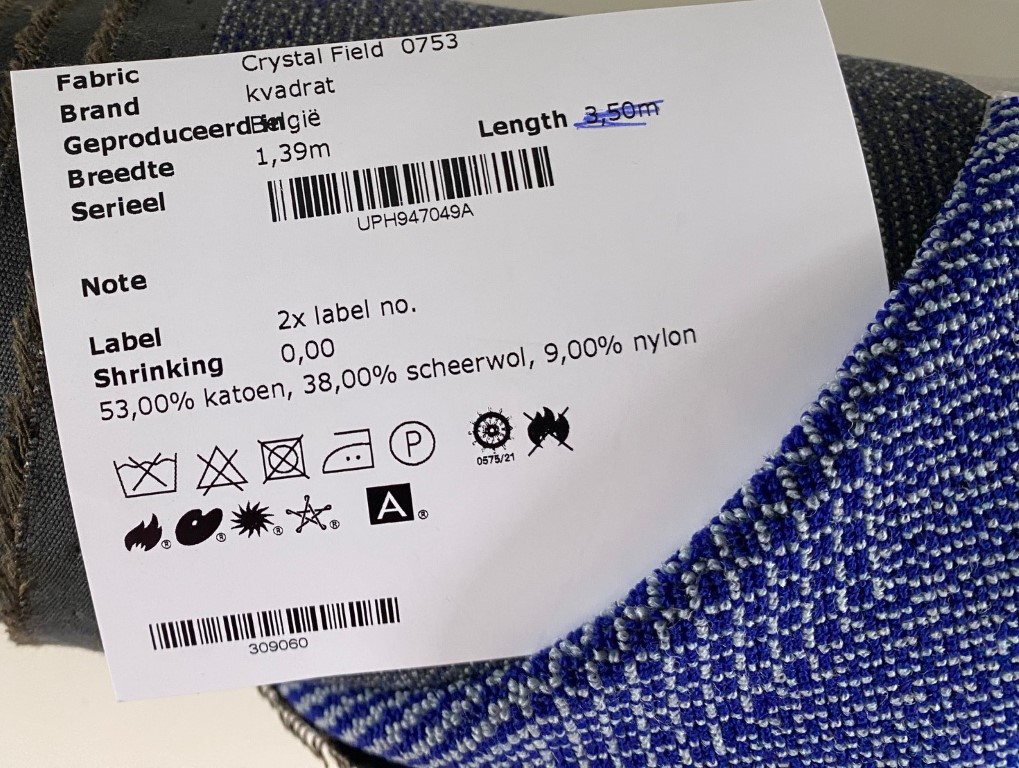 Fabric Crystal Field 0753
Brand kvadrat
Geproduceerd in België
Length 3,50m
Breedte 1,39m
Serieel
UPH947049A
Note
Label 2x label no.
Shrinking 0,00
53,00% katoen, 38,00% scheerwol, 9,00% nylon
P
0575/21
® ® ® ® A ®
309060